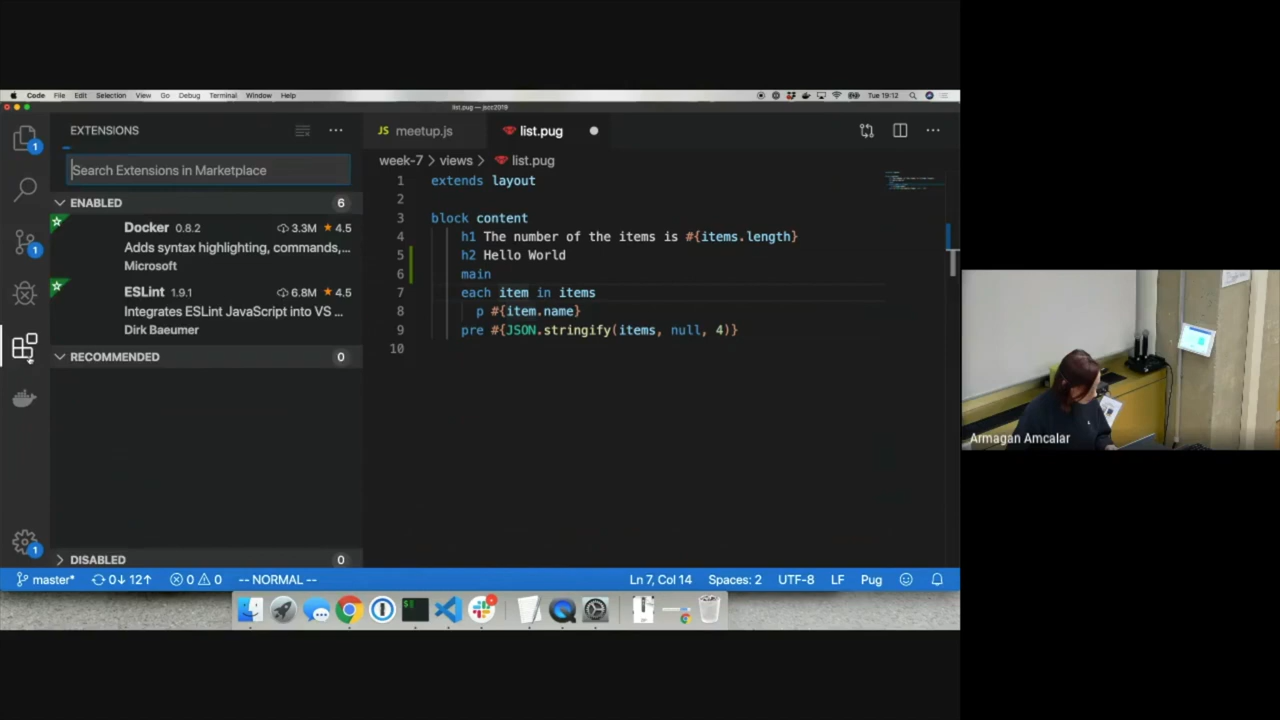 Code File Edit Selection View Go Debug Terminal Window Help Tue 19:12
list.pug — jscc2019
EXTENSIONS
Search Extensions in Marketplace
ENABLED 6
Docker 0.8.2 3.3M ★ 4.5
Adds syntax highlighting, commands,...
Microsoft
ESLint 1.9.1 6.8M ★ 4.5
Integrates ESLint JavaScript into VS ...
Dirk Baeumer
RECOMMENDED 0
DISABLED 0
1
1
1
JS meetup.js list.pug
week-7 > views > list.pug
1 extends layout
2
3 block content
4 h1 The number of the items is #{items.length}
5 h2 Hello World
6 main
7 each item in items
8 p #{item.name}
9 pre #{JSON.stringify(items, null, 4)}
10
master* 0↓ 12↑ 0 0 -- NORMAL -- Ln 7, Col 14 Spaces: 2 UTF-8 LF Pug
Armagan Amcalar